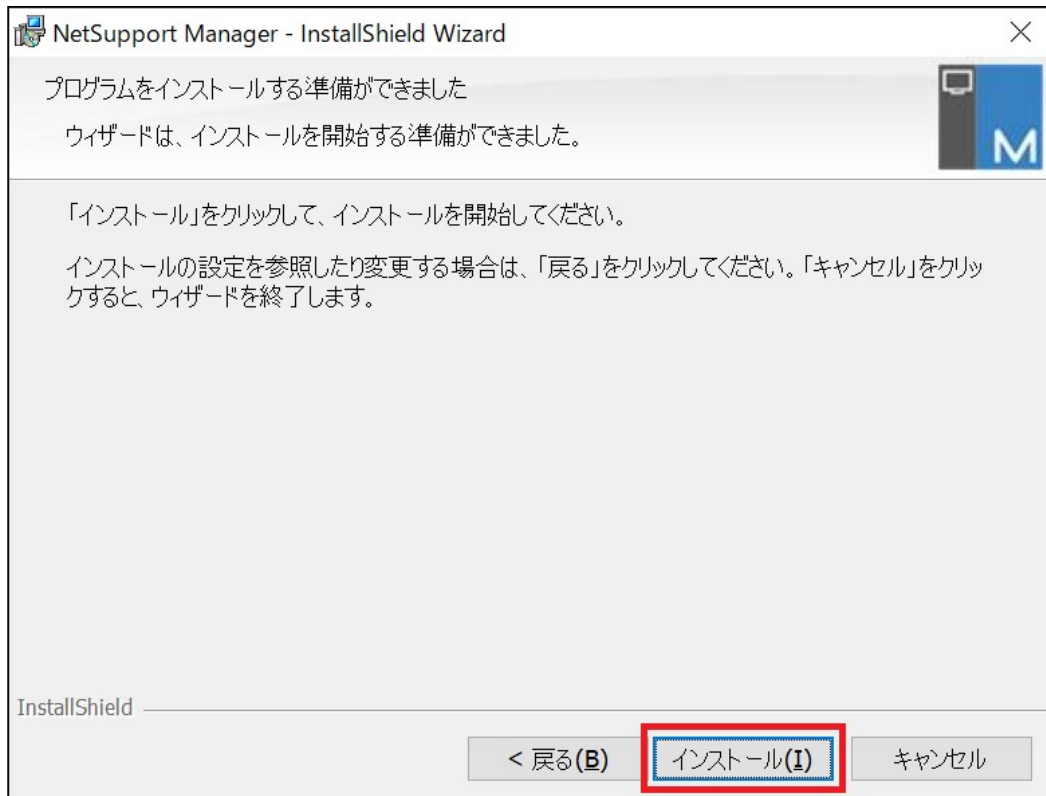 NetSupport Manager - InstallShield Wizard
プログラムをインストールする準備ができました
ウィザードは、インストールを開始する準備ができました。
M
「インストール」をクリックして、インストールを開始してください。
インストールの設定を参照したり変更する場合は、「戻る」をクリックしてください。「キャンセル」をクリッ
クすると、ウィザードを終了します。
InstallShield
< 戻る(B) インストール(I) キャンセル